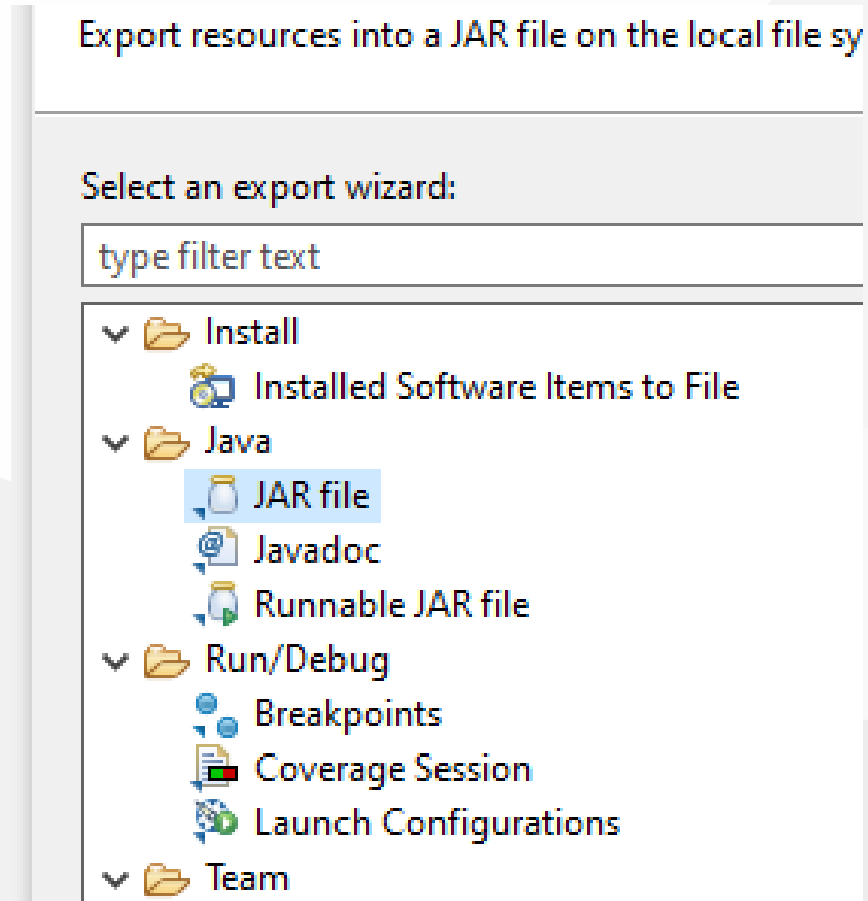 Export resources into a JAR file on the local file sy
Select an export wizard:
type filter text
Install
Installed Software Items to File
Java
JAR file
Javadoc
Runnable JAR file
Run/Debug
Breakpoints
Coverage Session
Launch Configurations
Team